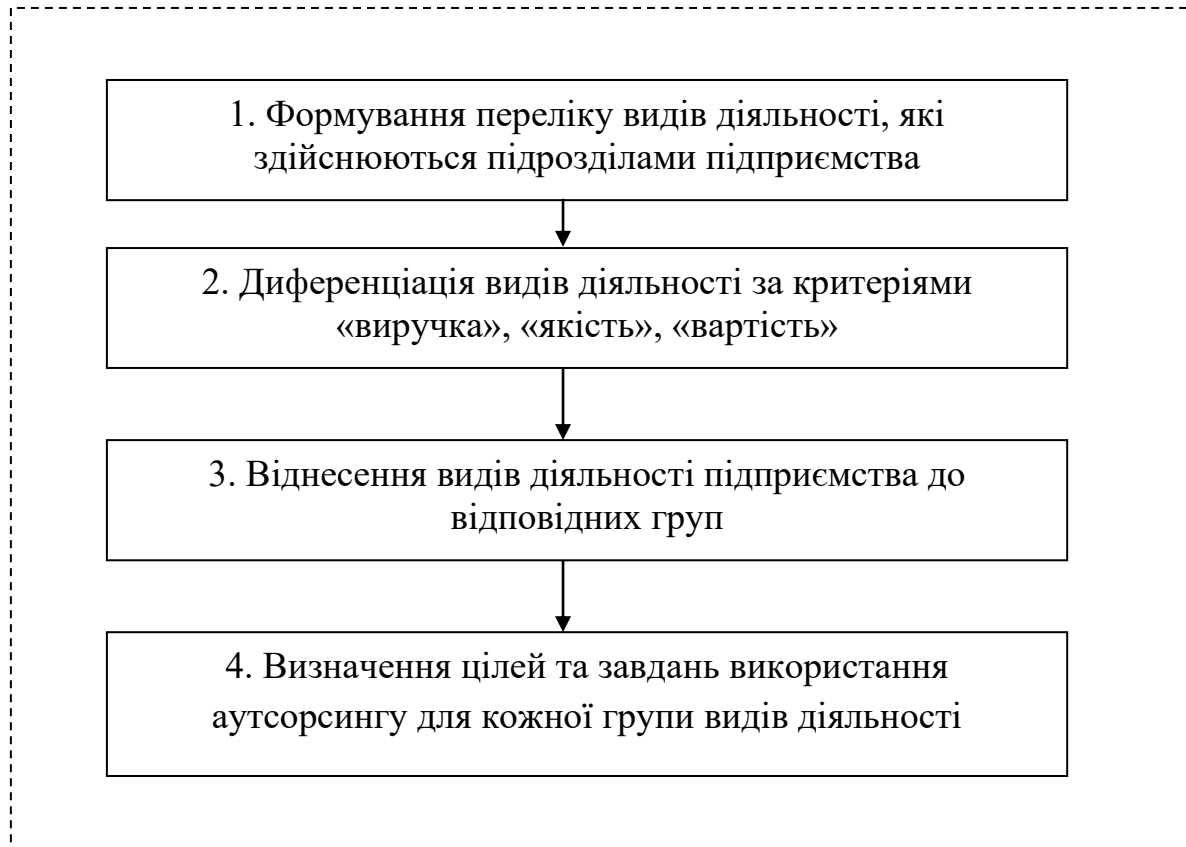 1. Формування переліку видів діяльності, які
здійснюються підрозділами підприємства
2. Диференціація видів діяльності за критеріями
«виручка», «якість», «вартість»
3. Віднесення видів діяльності підприємства до
відповідних груп
4. Визначення цілей та завдань використання
аутсорсингу для кожної групи видів діяльності